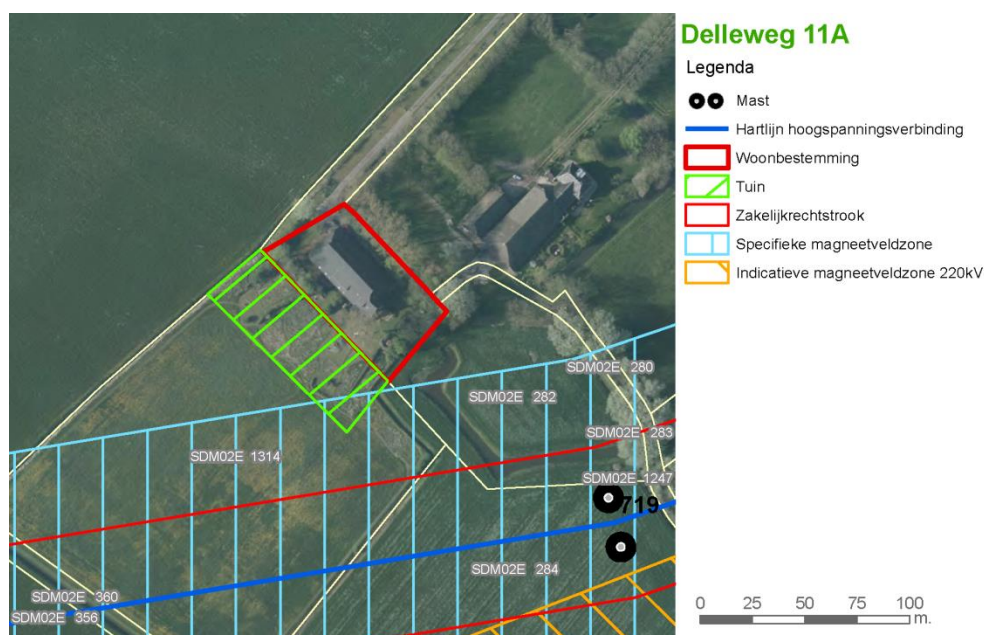 Delleweg 11A
Legenda
Mast
Hartlijn hoogspanningsverbinding
Woonbestemming
Tuin
Zakelijkrechtstrook
Specifieke magneetveldzone
Indicatieve magneetveldzone 220kV
SDM02E 280
SDM02E 282
SDM02E 283
SDM02E 1314
SDM02E 1247
719
SDM02E 284
SDM02E 360
SDM02E 356
0 25 50 75 100
m.